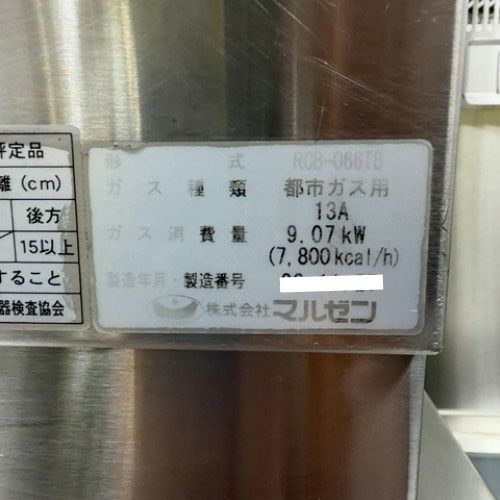 評定品
離(cm)
後方
15以上
すること
器検査協会
形 式 RCB-066TB
ガス種類 都市ガス用
13A
ガス消費量 9.07kW
(7,800kcal/h)
製造年月・製造番号
株式会社マルゼン